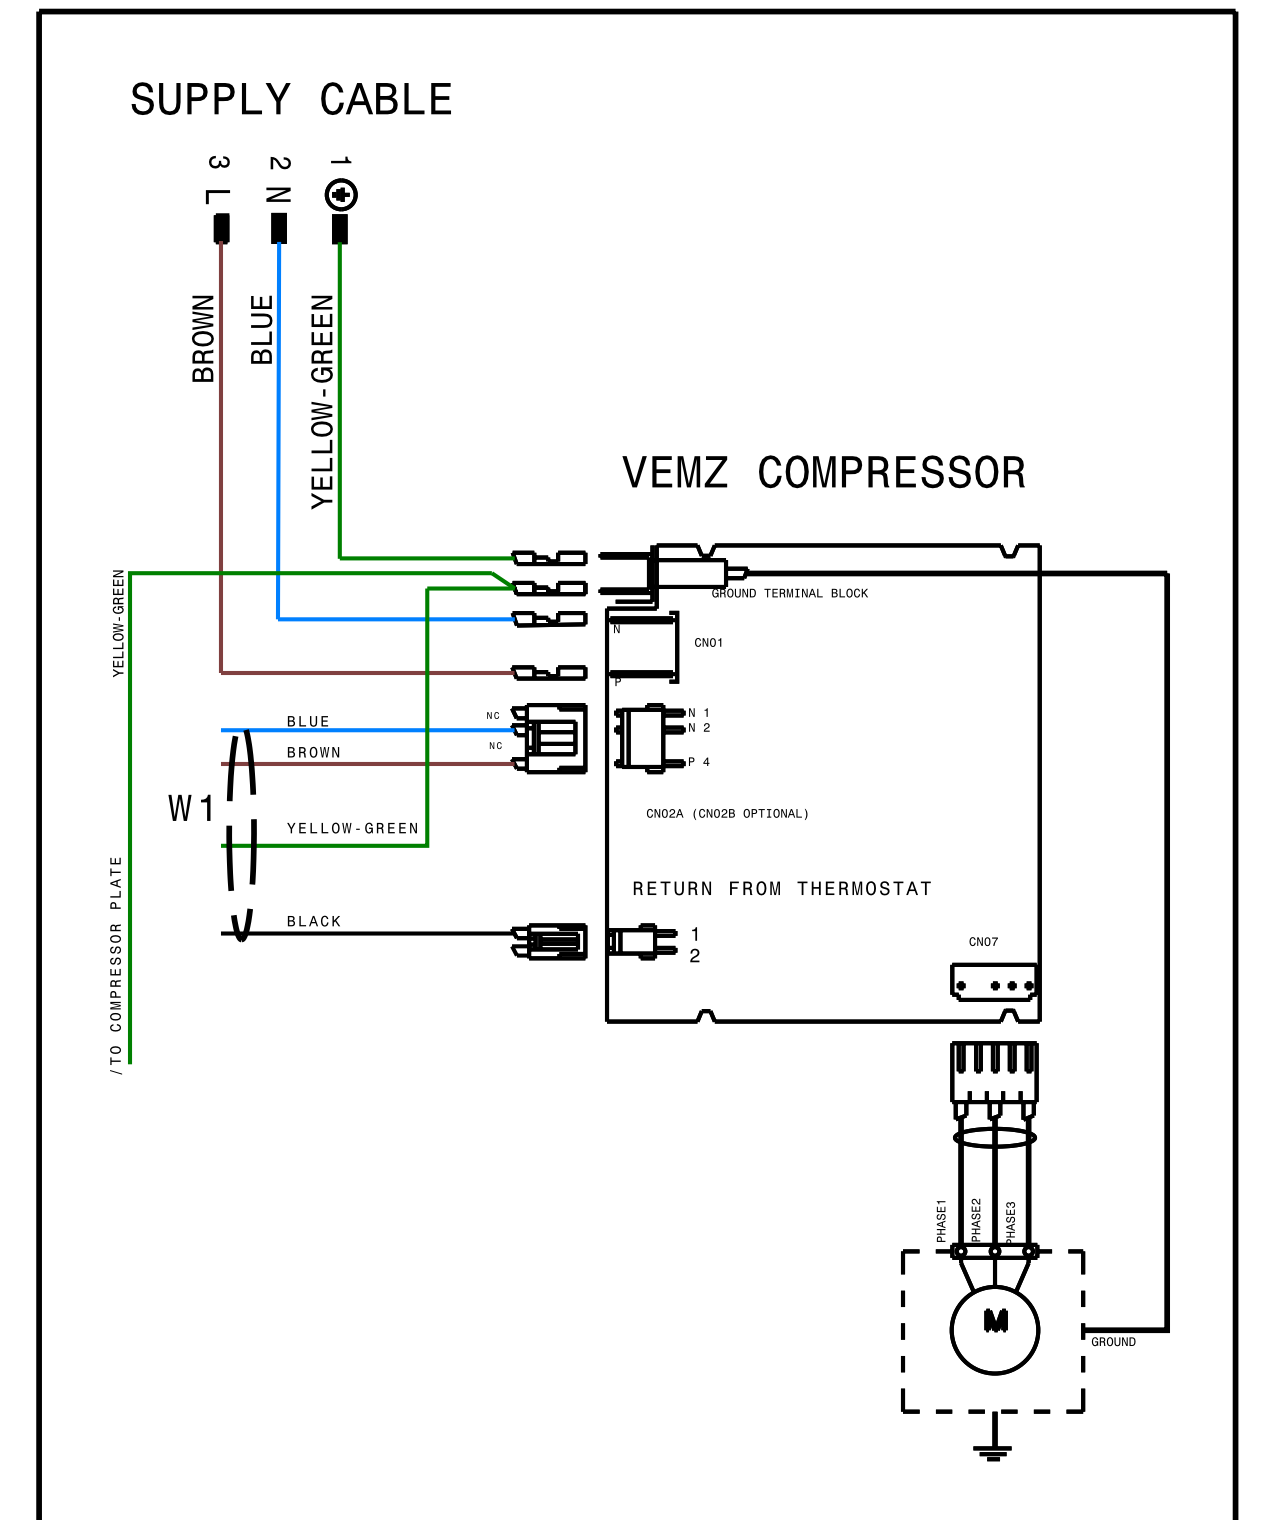 SUPPLY CABLE
3 2 1
L N
BROWN
BLUE
YELLOW-GREEN
VEMZ COMPRESSOR
YELLOW-GREEN
GROUND TERMINAL BLOCK
N
CN01
P
NC
BLUE
N 1
N 2
NC
BROWN
P 4
W1
CN02A (CN02B OPTIONAL)
YELLOW-GREEN
/TO COMPRESSOR PLATE
RETURN FROM THERMOSTAT
BLACK
1
2
CN07
PHASE1
PHASE2
PHASE3
M
GROUND